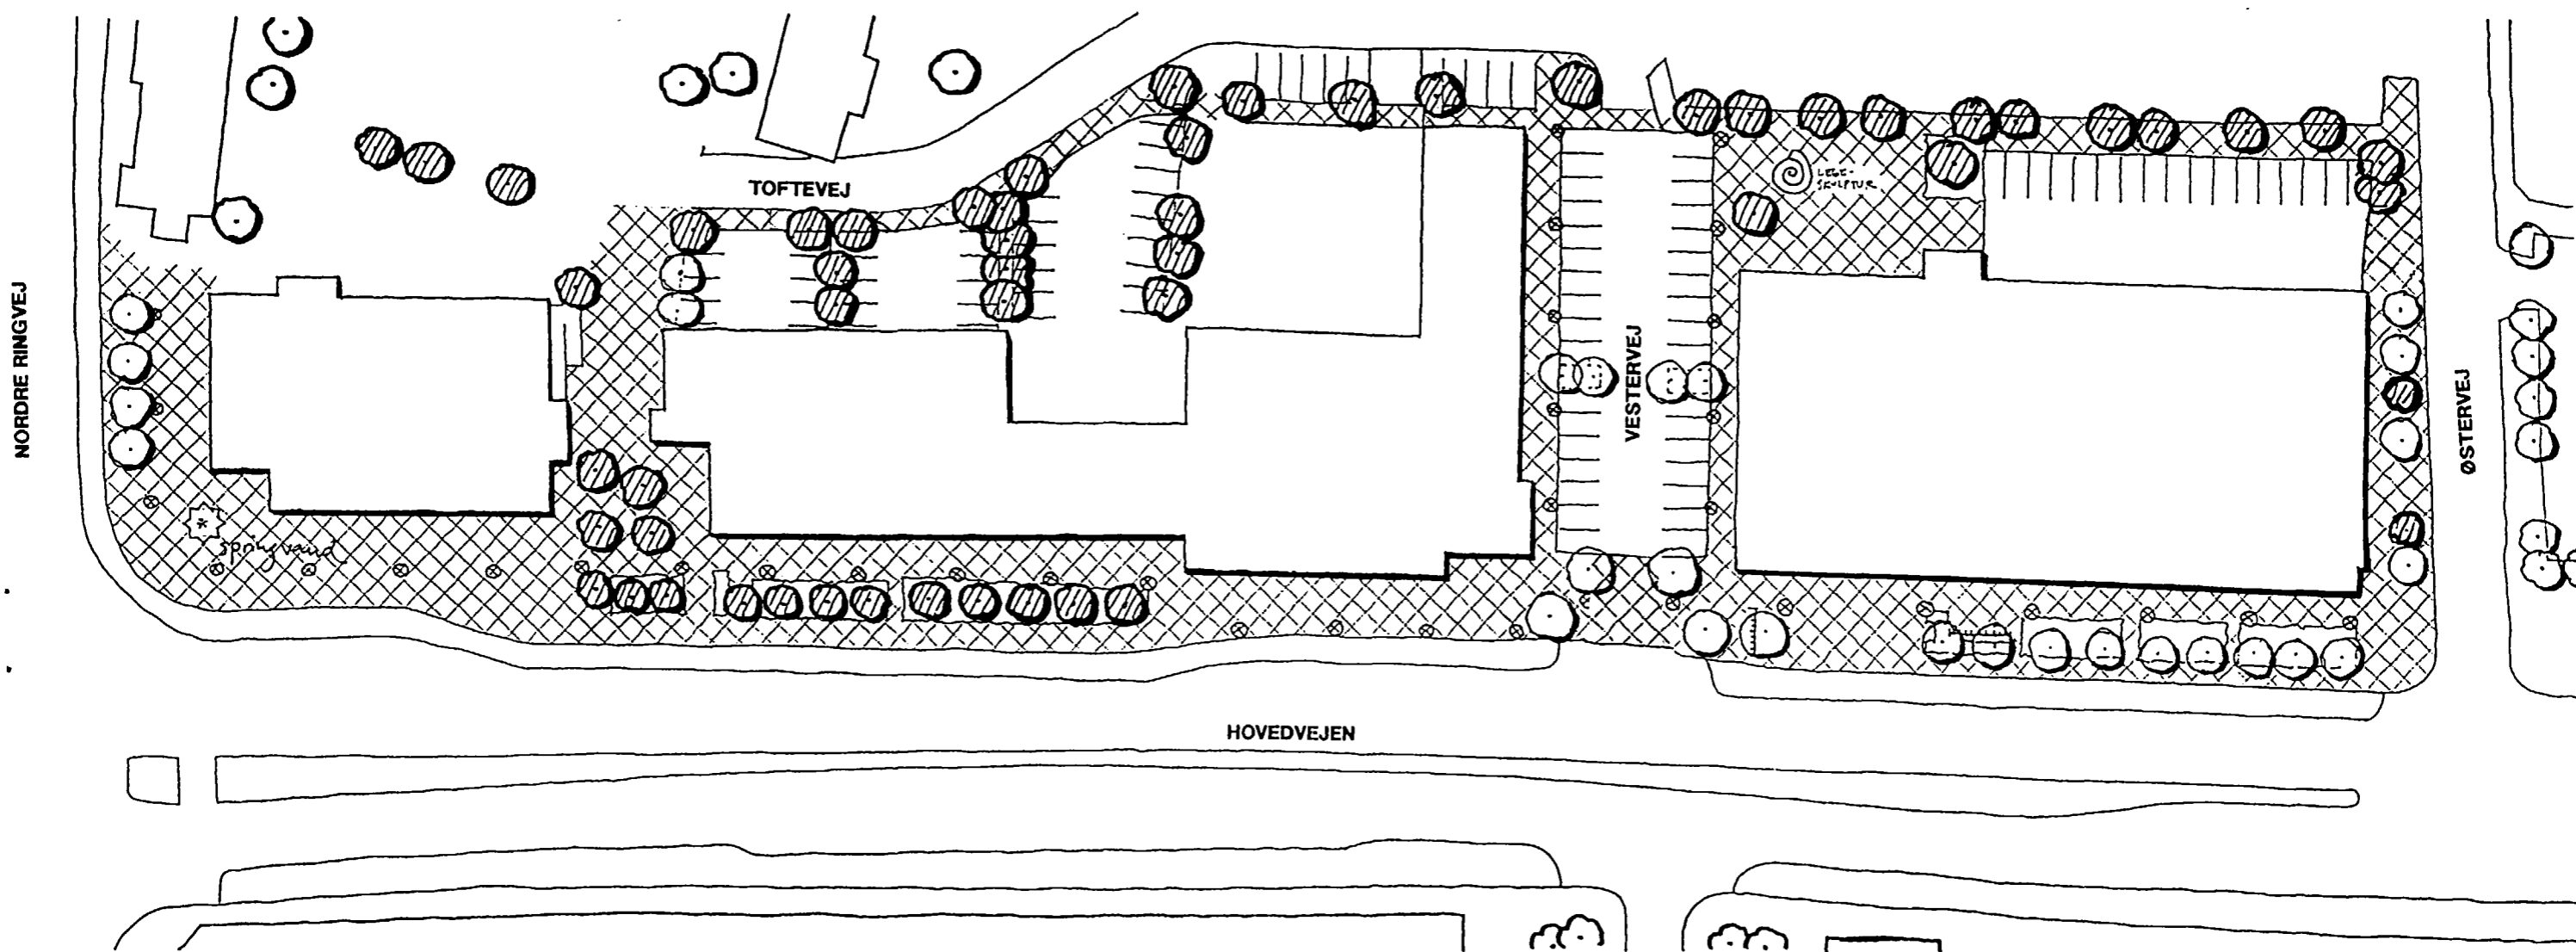 TOFTEVEJ
LEGE-
SKULPTUR
NORDRE RINGVEJ
VESTERVEJ
ØSTERVEJ
springvand
HOVEDVEJEN